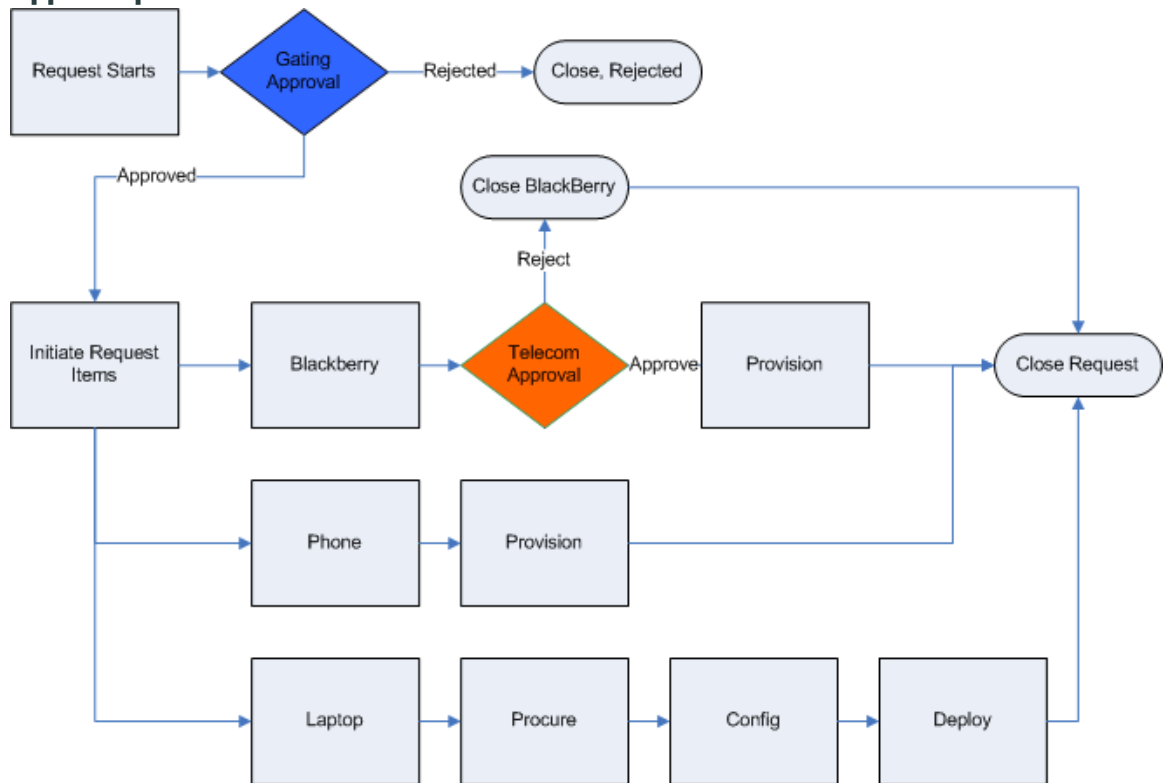 Request Starts
Gating
Approval
Rejected
Close, Rejected
Approved
Close BlackBerry
Reject
Initiate Request
Items
Blackberry
Telecom
Approval
Approve
Provision
Close Request
Phone
Provision
Laptop
Procure
Config
Deploy